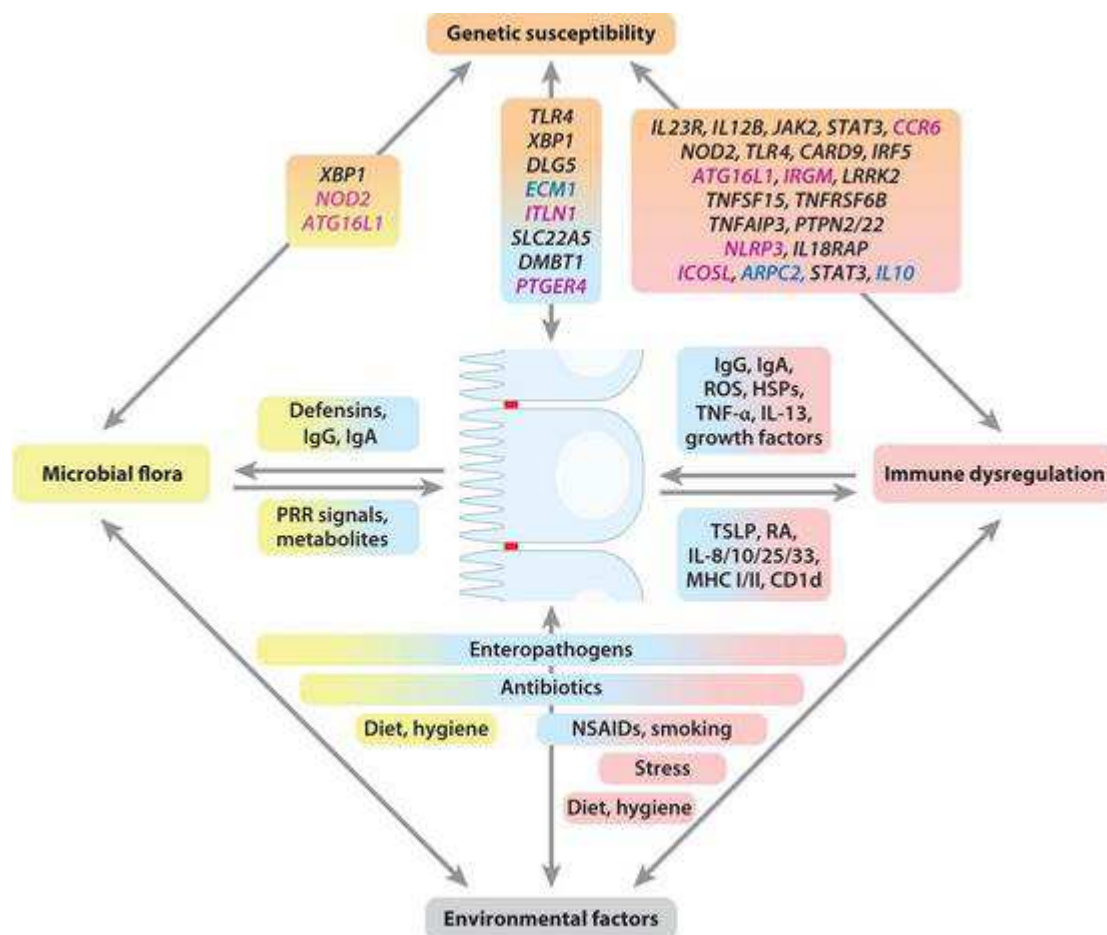 Genetic susceptibility
XBP1
NOD2
ATG16L1
TLR4
XBP1
DLG5
ECM1
ITLN1
SLC22A5
DMBT1
PTGER4
IL23R, IL12B, JAK2, STAT3, CCR6
NOD2, TLR4, CARD9, IRF5
ATG16L1, IRGM, LRRK2
TNFSF15, TNFRSF6B
TNFAIP3, PTPN2/22
NLRP3, IL18RAP
ICOSL, ARPC2, STAT3, IL10
Defensins,
IgG, IgA
IgG, IgA,
ROS, HSPs,
TNF-α, IL-13,
growth factors
Microbial flora
Immune dysregulation
PRR signals,
metabolites
TSLP, RA,
IL-8/10/25/33,
MHC I/II, CD1d
Enteropathogens
Antibiotics
Diet, hygiene
NSAIDs, smoking
Stress
Diet, hygiene
Environmental factors